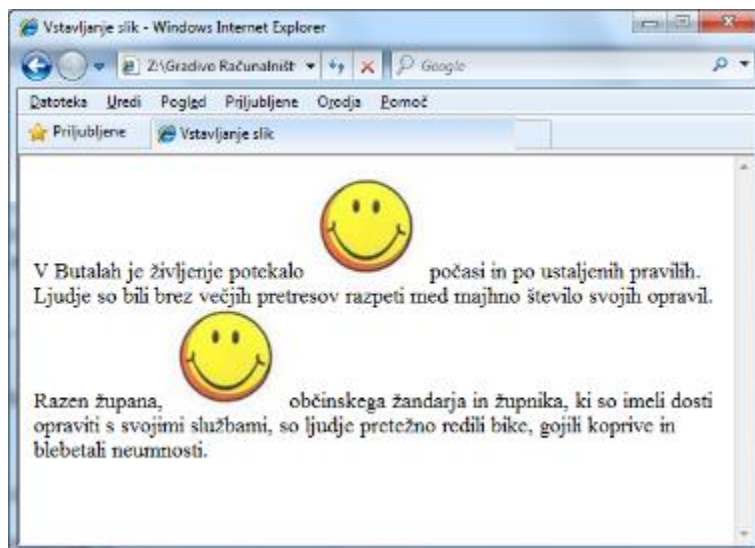 Vstavljanje slik - Windows Internet Explorer
Z:\Gradivo Računalništ
Google
Datoteka Uredi Pogled Priljubljene Orodja Pomoč
Priljubljene Vstavljanje slik
V Butalah je življenje potekalo počasi in po ustaljenih pravilih.
Ljudje so bili brez večjih pretresov razpeti med majhno število svojih opravil.
Razen župana, občinskega žandarja in župnika, ki so imeli dosti
opraviti s svojimi službami, so ljudje pretežno redili bike, gojili koprive in
blebetali neumnosti.